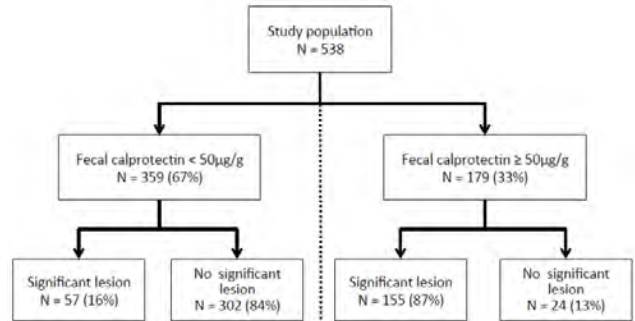 Study population
N = 538
Fecal calprotectin < 50µg/g
N = 359 (67%)
Fecal calprotectin ≥ 50µg/g
N = 179 (33%)
Significant lesion
N = 57 (16%)
No significant
lesion
N = 302 (84%)
Significant lesion
N = 155 (87%)
No significant
lesion
N = 24 (13%)